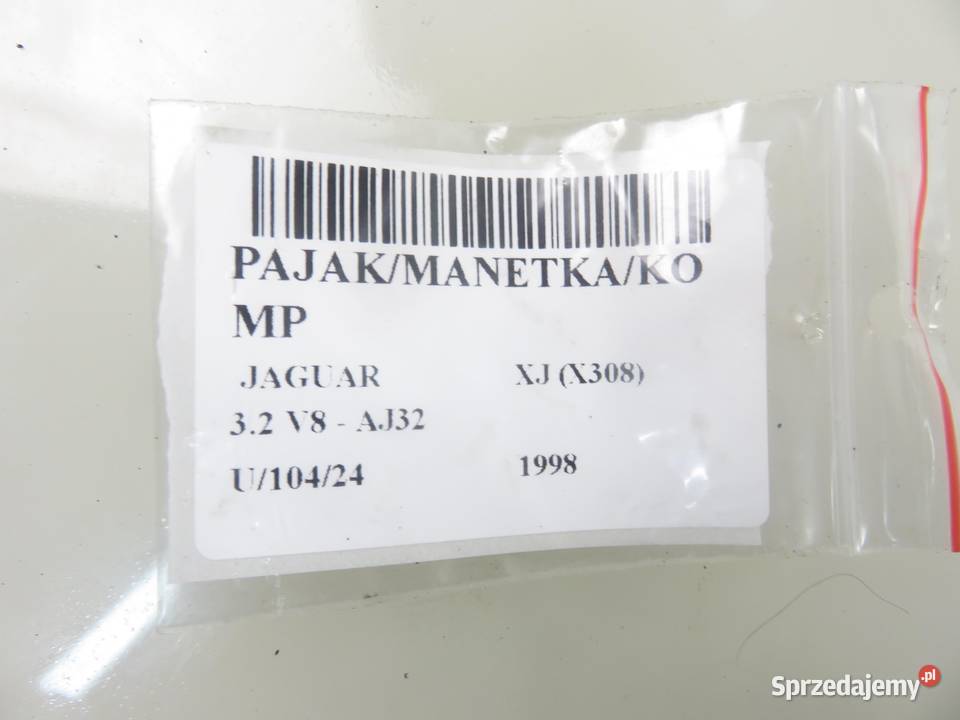 PAJAK/MANETKA/KO
MP
JAGUAR XJ (X308)
3.2 V8 - AJ32
U/104/24 1998
Sprzedajemy.pl